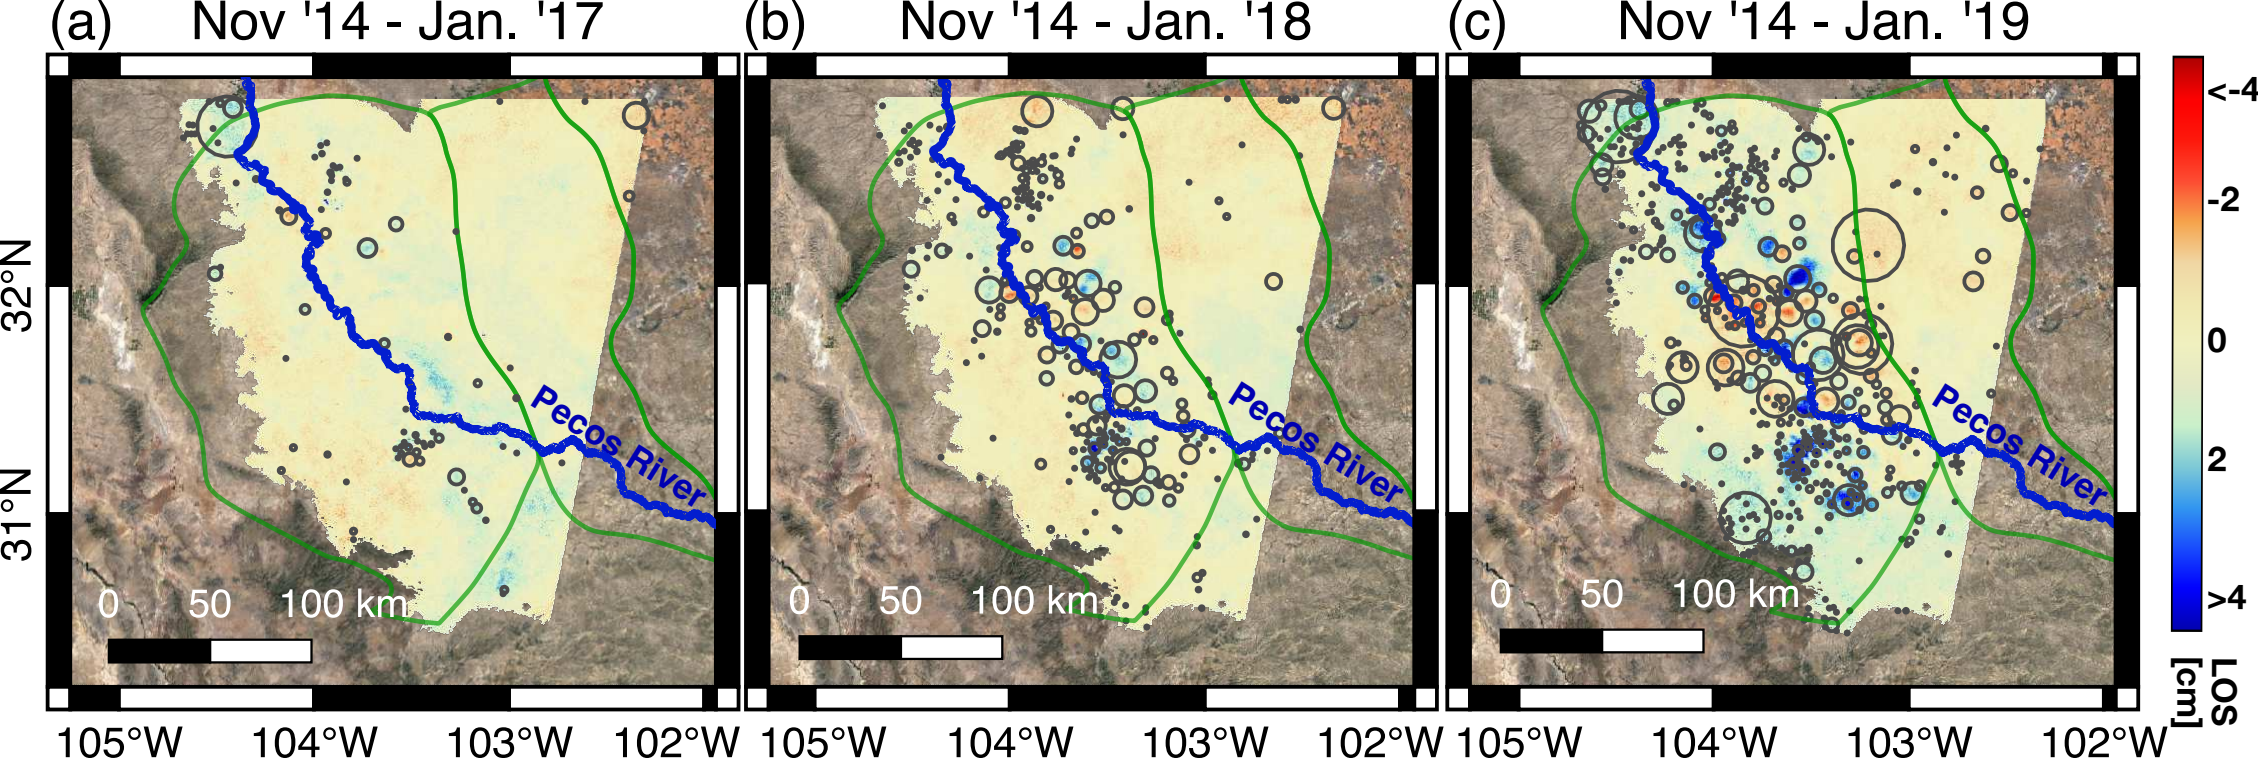 (a) Nov '14 - Jan. '17
(b) Nov '14 - Jan. '18
(c) Nov '14 - Jan. '19
32°N
31°N
Pecos River
0 50 100 km
105°W 104°W 103°W 102°W
Pecos River
0 50 100 km
105°W 104°W 103°W 102°W
Pecos River
0 50 100 km
105°W 104°W 103°W 102°W
<-4
-2
0
2
>4
LOS
[cm]